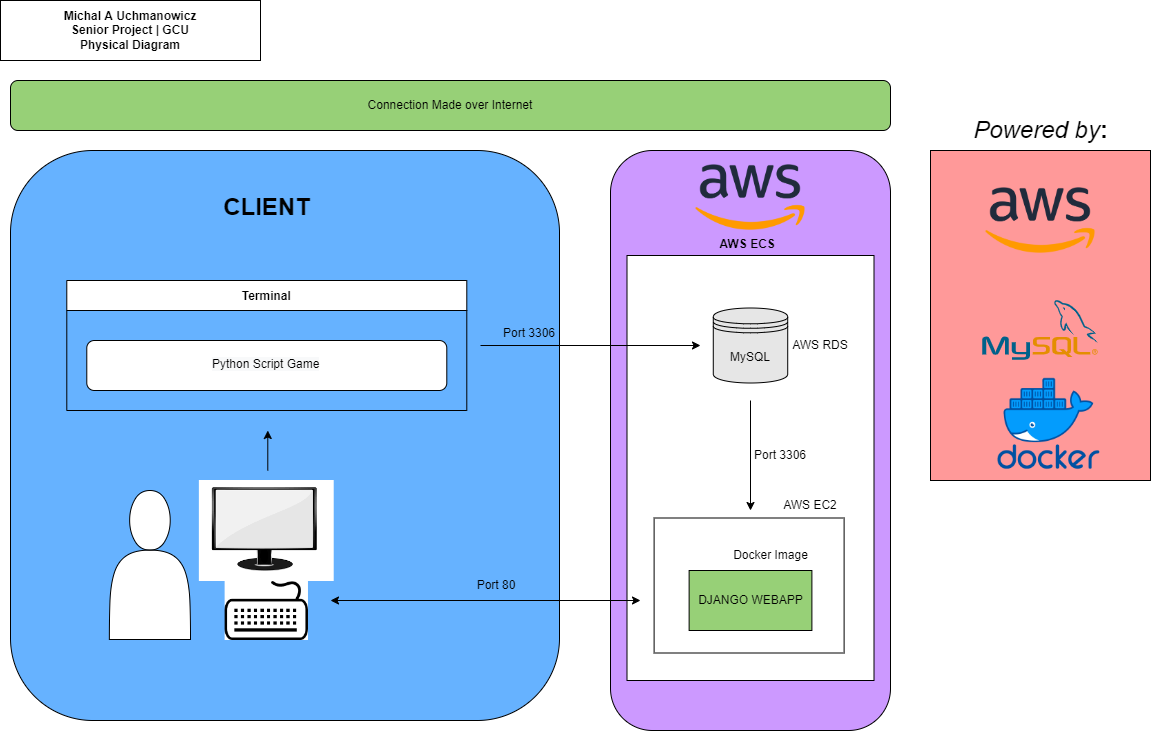 Michal A Uchmanowicz
Senior Project | GCU
Physical Diagram
Connection Made over Internet
Powered by:
CLIENT
aws
AWS ECS
aws
Terminal
Python Script Game
Port 3306
MySQL
AWS RDS
MySQL®
docker
Port 3306
AWS EC2
Docker Image
DJANGO WEBAPP
Port 80